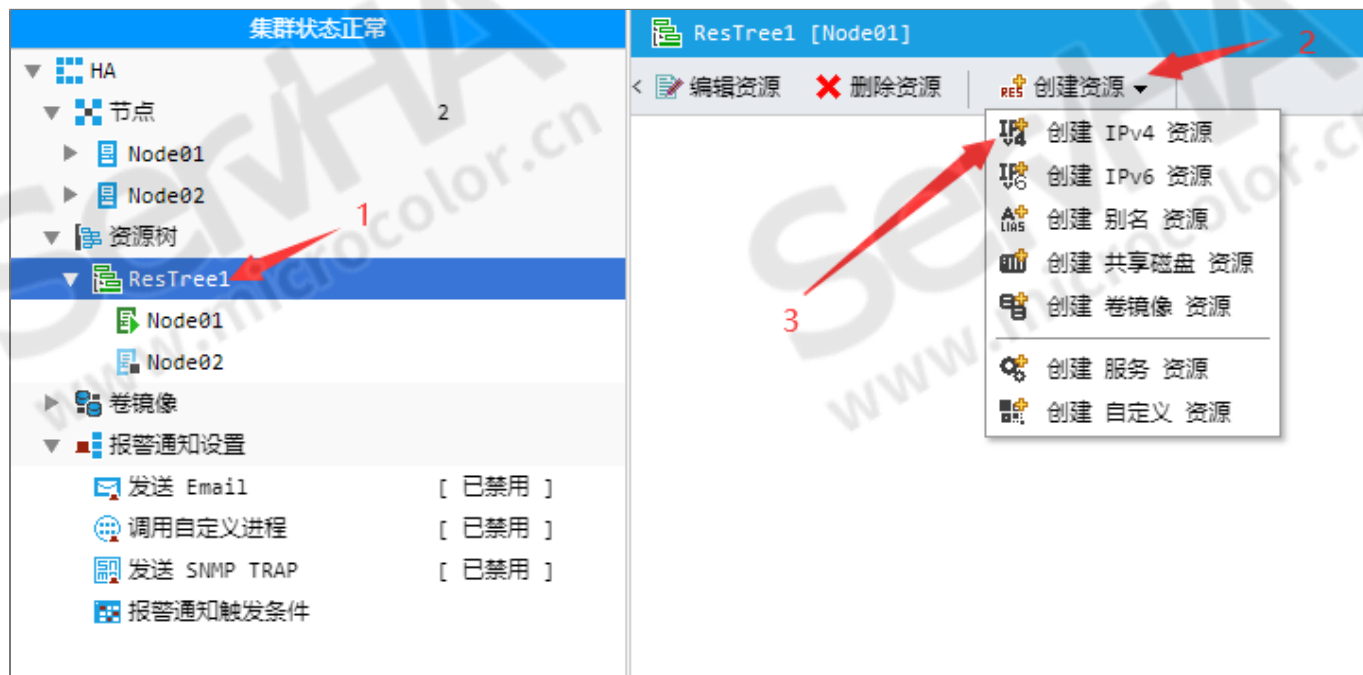 集群状态正常
HA
节点 2
Node01
Node02
资源树
1
ResTree1
Node01
Node02
卷镜像
报警通知设置
发送 Email [ 已禁用 ]
调用自定义进程 [ 已禁用 ]
发送 SNMP TRAP [ 已禁用 ]
报警通知触发条件
ResTree1 [Node01]
2
< 编辑资源 删除资源 创建资源
创建 IPv4 资源
创建 IPv6 资源
创建 别名 资源
创建 共享磁盘 资源
创建 卷镜像 资源
创建 服务 资源
创建 自定义 资源
3
ServHA
www.microcolor.cn
ServHA
www.microcolor.cn